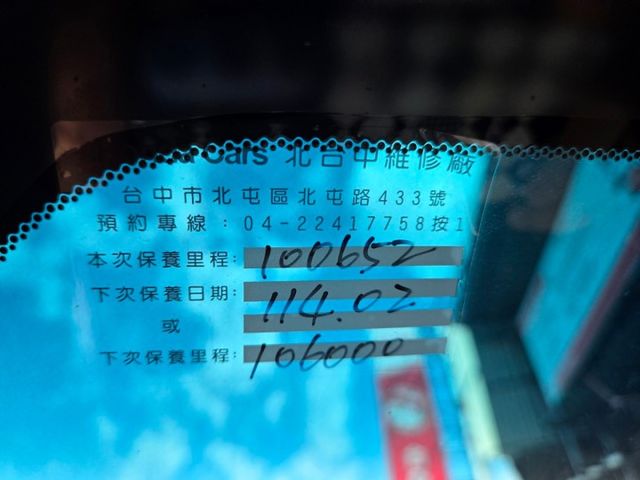 Cars 北台中維修廠
台中市北屯區北屯路433號
預約專線：04-22417758按1
本次保養里程：100652
下次保養日期：114.02
或
下次保養里程：106000